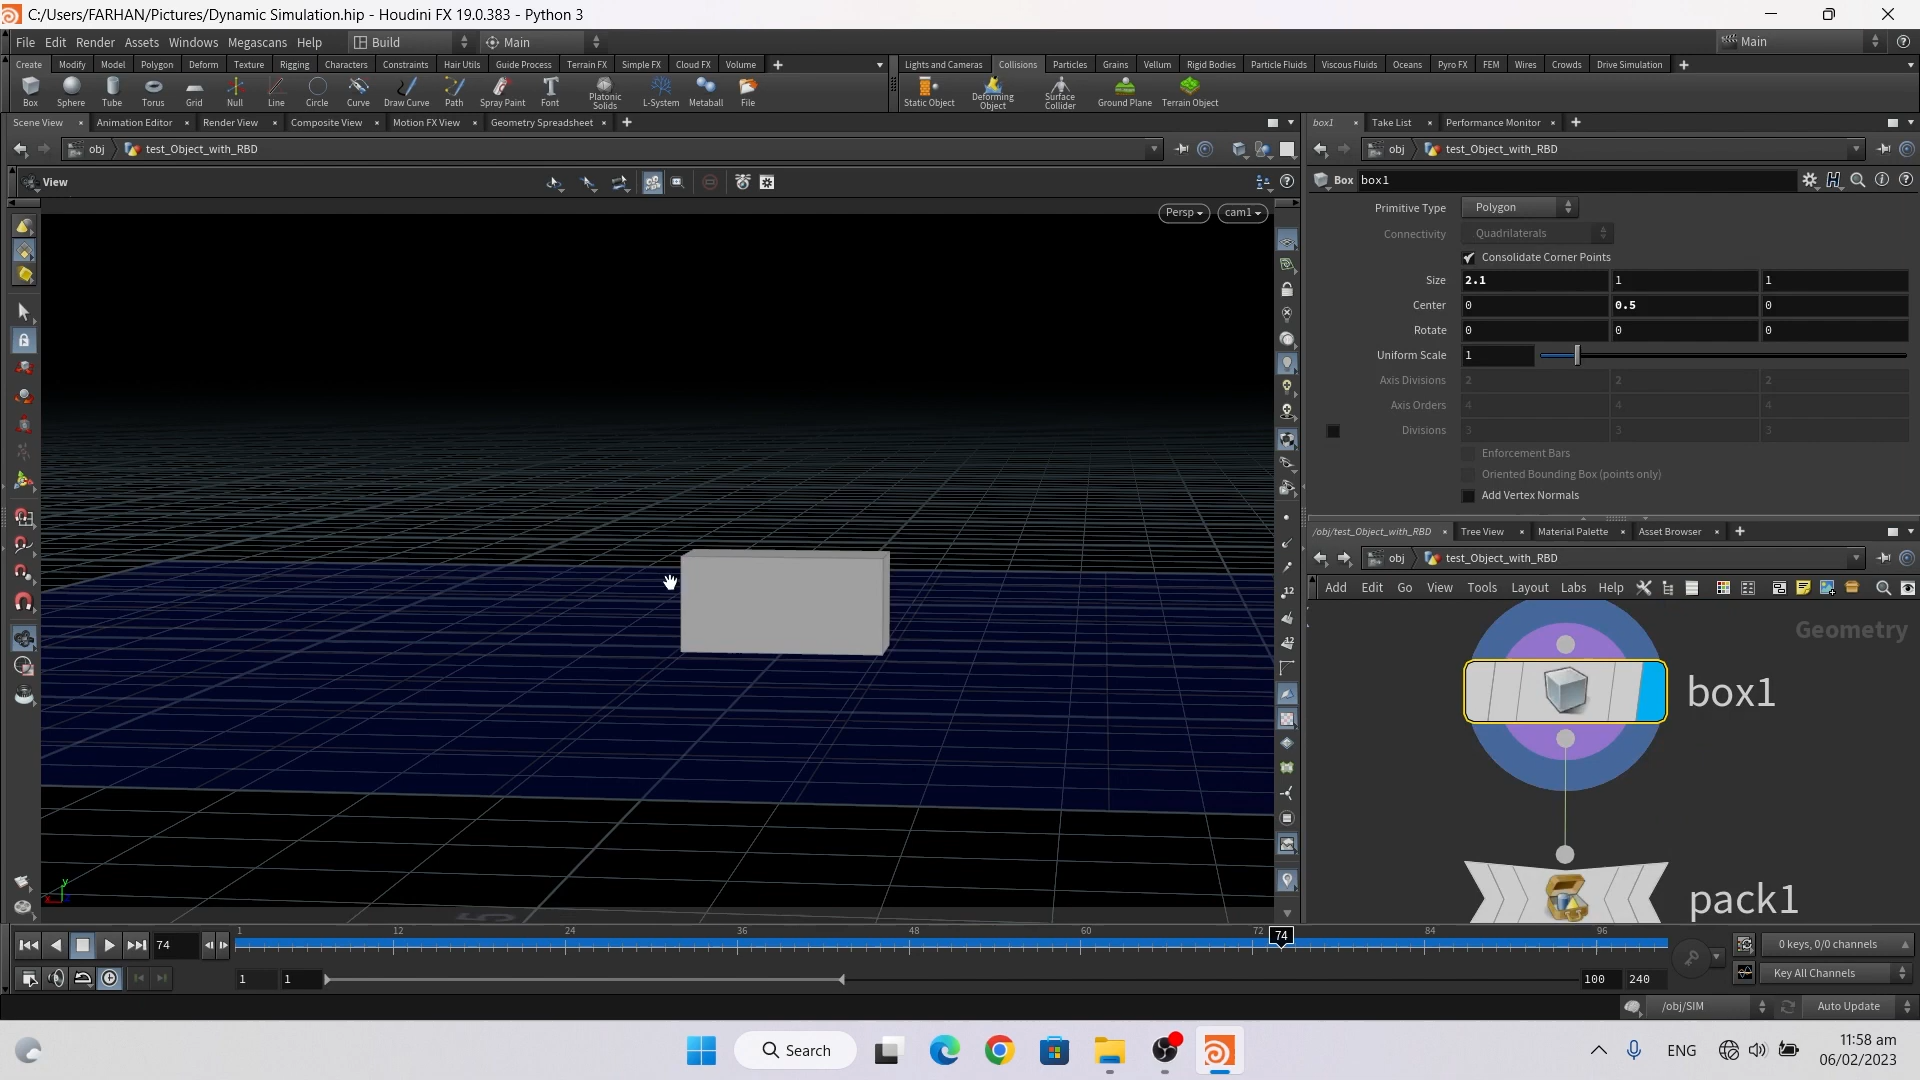 C:/Users/FARHAN/Pictures/Dynamic Simulation.hip - Houdini FX 19.0.383 - Python 3
File Edit Render Assets Windows Megascans Help Build Main Main
Create Modify Model Polygon Deform Texture Rigging Characters Constraints Hair Utils Guide Process Terrain FX Simple FX Cloud FX Volume
Lights and Cameras Collisions Particles Grains Vellum Rigid Bodies Particle Fluids Viscous Fluids Oceans Pyro FX FEM Wires Crowds Drive Simulation
Box Sphere Tube Torus Grid Null Line Circle Curve Draw Curve Path Spray Paint Font Platonic Solids L-System Metaball File
Static Object Deforming Object Surface Collider Ground Plane Terrain Object
Scene View Animation Editor Render View Composite View Motion FX View Geometry Spreadsheet
box1 Take List Performance Monitor
obj test_Object_with_RBD
obj test_Object_with_RBD
View
Box box1
Persp cam1
Primitive Type Polygon
Connectivity Quadrilaterals
Consolidate Corner Points
Size 2.1 1 1
Center 0 0.5 0
Rotate 0 0 0
Uniform Scale 1
Axis Divisions 2 2 2
Axis Orders 4 4 4
Divisions 3 3 3
Enforcement Bars
Oriented Bounding Box (points only)
Add Vertex Normals
/obj/test_Object_with_RBD Tree View Material Palette Asset Browser
obj test_Object_with_RBD
Add Edit Go View Tools Layout Labs Help
Geometry
box1
pack1
12
12
x y z
5
74
1 12 24 36 48 60 72 74 84 96
0 keys, 0/0 channels
1 1 100 240
Key All Channels
/obj/SIM Auto Update
Search
ENG
11:58 am
06/02/2023